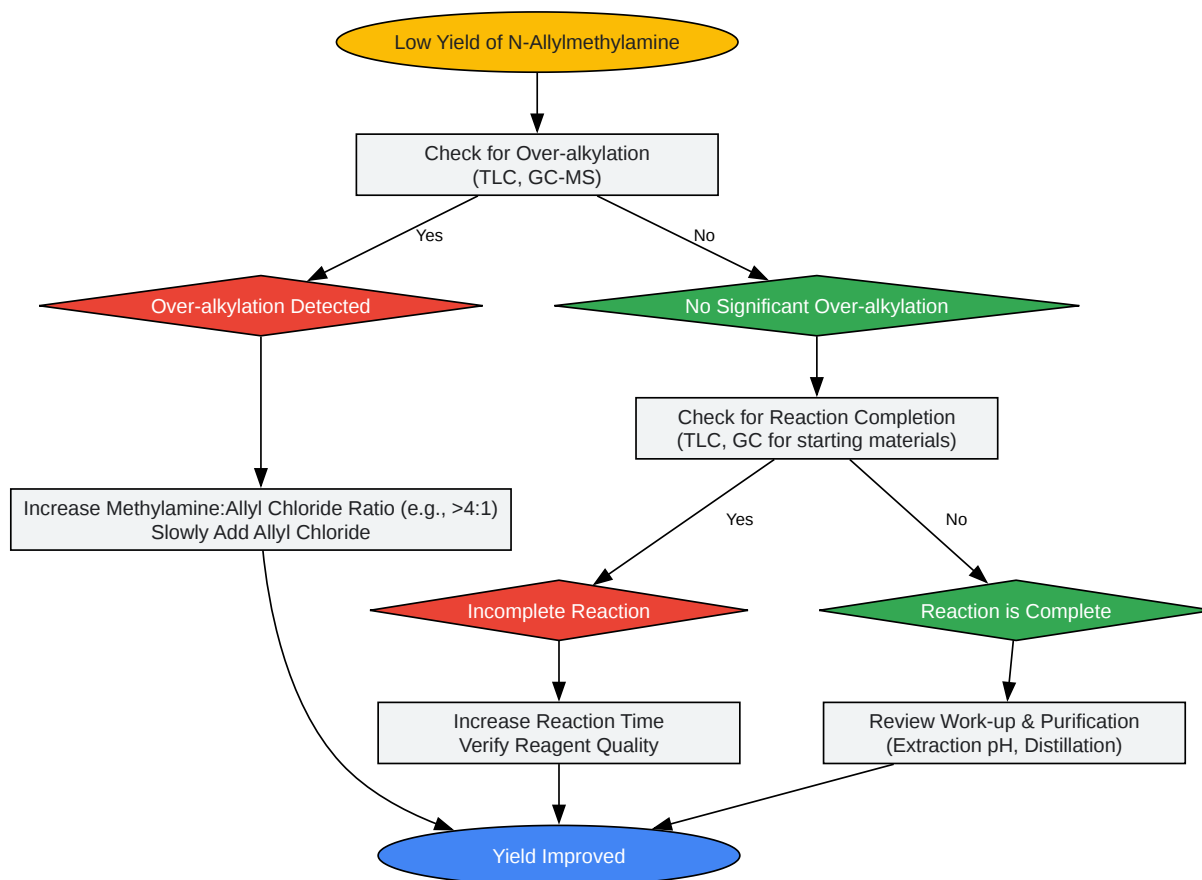 Low Yield of N-Allylmethylamine
Check for Over-alkylation
(TLC, GC-MS)
Yes
No
Over-alkylation Detected
No Significant Over-alkylation
Check for Reaction Completion
(TLC, GC for starting materials)
Increase Methylamine:Allyl Chloride Ratio (e.g., >4:1)
Slowly Add Allyl Chloride
Yes
No
Incomplete Reaction
Reaction is Complete
Increase Reaction Time
Verify Reagent Quality
Review Work-up & Purification
(Extraction pH, Distillation)
Yield Improved